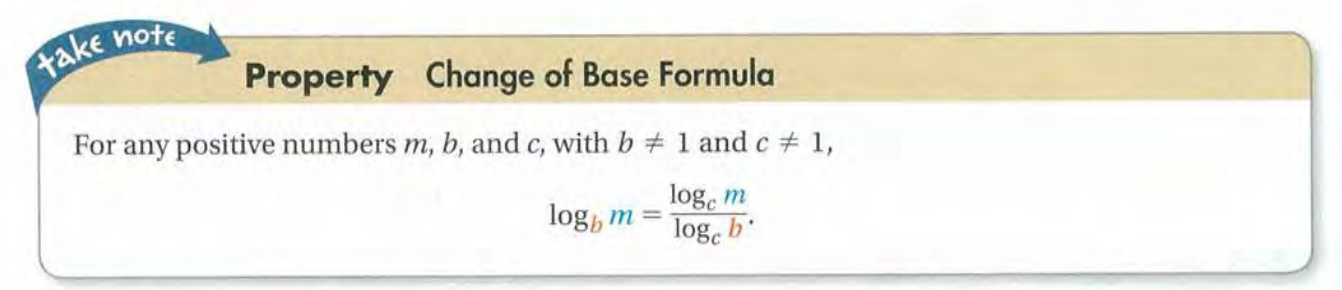 take note
Property Change of Base Formula
For any positive numbers m, b, and c, with b ≠ 1 and c ≠ 1,
log_b m = \frac{log_c m}{log_c b}.